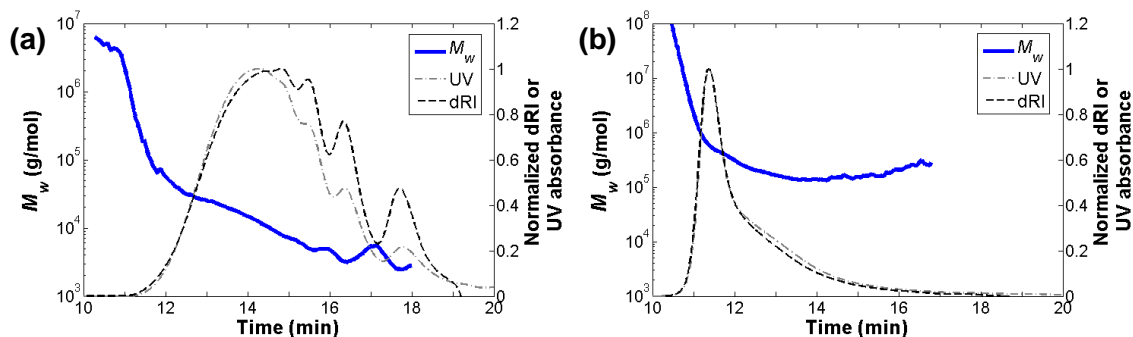 (a)
10^7
10^6
10^5
10^4
10^3
M_w (g/mol)
10 12 14 16 18 20
Time (min)
1.2
1
0.8
0.6
0.4
0.2
0
Normalized dRI or
UV absorbance
M_w
UV
dRI
(b)
10^8
10^7
10^6
10^5
10^4
10^3
M_w (g/mol)
10 12 14 16 18 20
Time (min)
1.2
1
0.8
0.6
0.4
0.2
0
Normalized dRI or
UV absorbance
M_w
UV
dRI